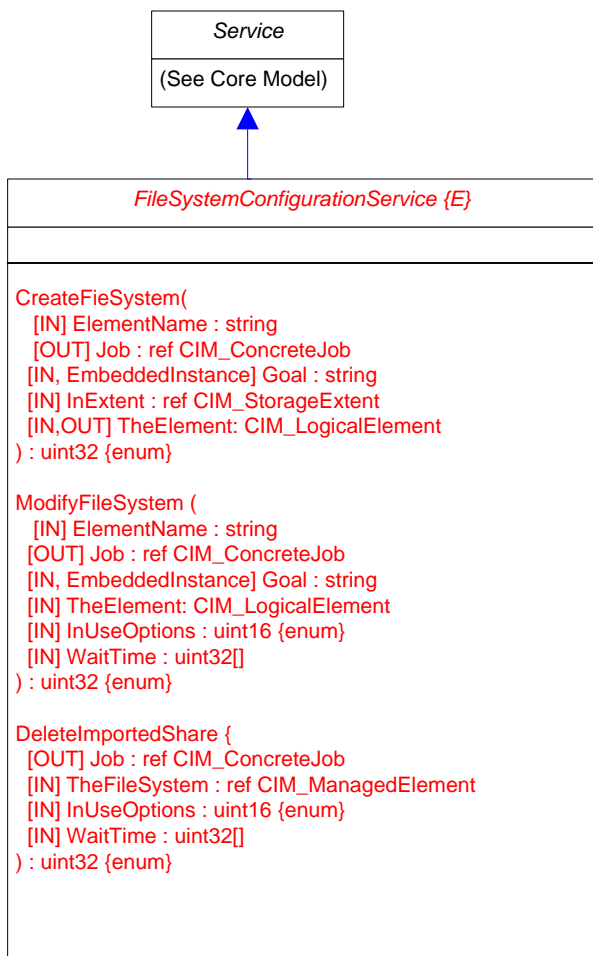 Service
(See Core Model)
FileSystemConfigurationService {E}
CreateFieSystem(
[IN] ElementName : string
[OUT] Job : ref CIM_ConcreteJob
[IN, EmbeddedInstance] Goal : string
[IN] InExtent : ref CIM_StorageExtent
[IN,OUT] TheElement: CIM_LogicalElement
) : uint32 {enum}
ModifyFileSystem (
[IN] ElementName : string
[OUT] Job : ref CIM_ConcreteJob
[IN, EmbeddedInstance] Goal : string
[IN] TheElement: CIM_LogicalElement
[IN] InUseOptions : uint16 {enum}
[IN] WaitTime : uint32[]
) : uint32 {enum}
DeleteImportedShare {
[OUT] Job : ref CIM_ConcreteJob
[IN] TheFileSystem : ref CIM_ManagedElement
[IN] InUseOptions : uint16 {enum}
[IN] WaitTime : uint32[]
) : uint32 {enum}